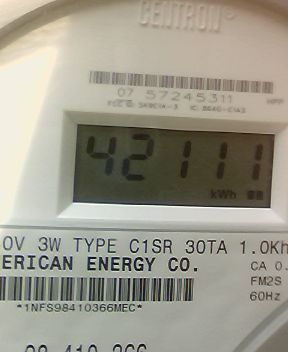 CENTRON
07 57245311
42111
kWh
0V 3W TYPE C1SR 30TA 1.0Kh
ERICAN ENERGY CO. CA 0.
FM2S
*1NFS98410366MEC* 60Hz